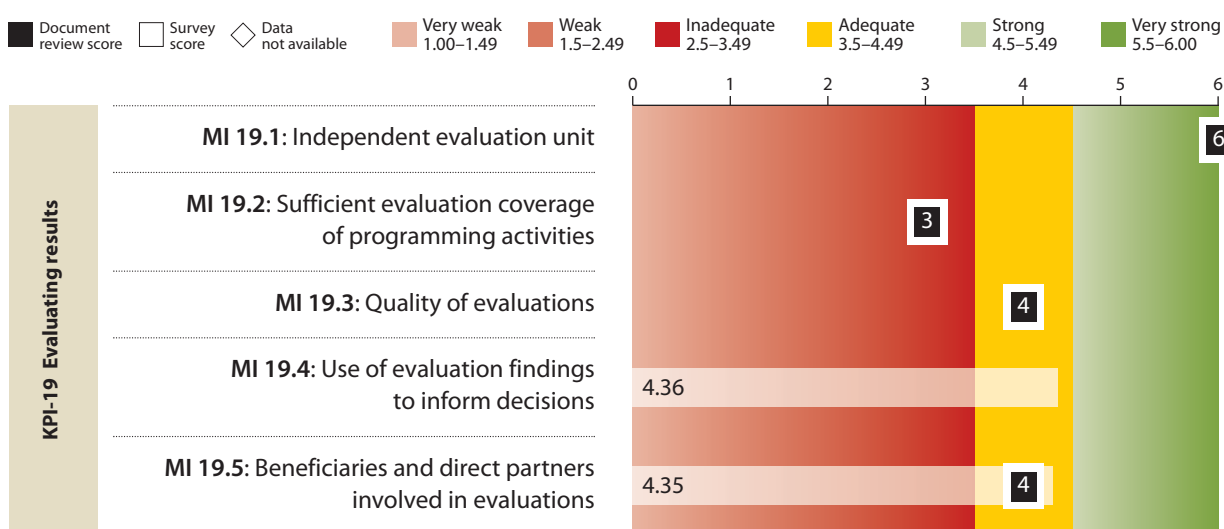 Document
review score
Survey
score
Data
not available
Very weak
1.00–1.49
Weak
1.5–2.49
Inadequate
2.5–3.49
Adequate
3.5–4.49
Strong
4.5–5.49
Very strong
5.5–6.00
0 1 2 3 4 5 6
KPI-19 Evaluating results
MI 19.1: Independent evaluation unit
6
MI 19.2: Sufficient evaluation coverage
of programming activities
3
MI 19.3: Quality of evaluations
4
MI 19.4: Use of evaluation findings
to inform decisions
4.36
MI 19.5: Beneficiaries and direct partners
involved in evaluations
4.35
4